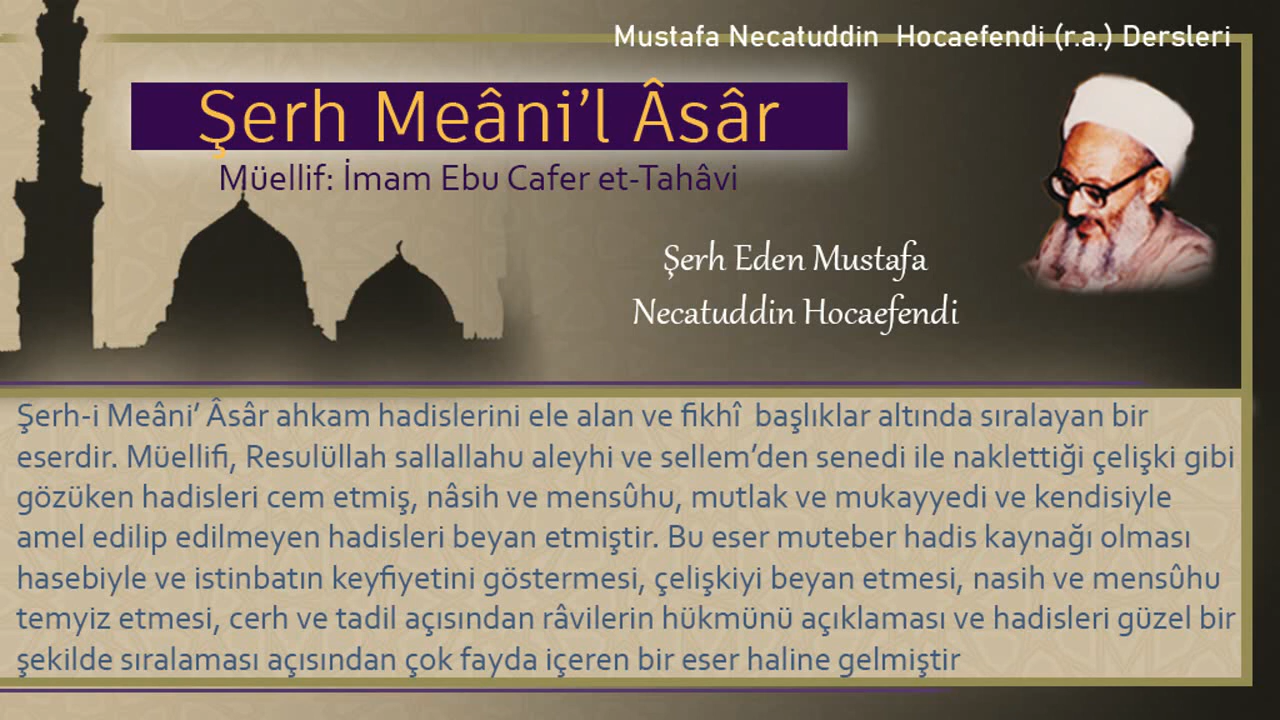 Mustafa Necatuddin Hocaefendi (r.a.) Dersleri
Şerh Meâni’l Âsâr
Müellif: İmam Ebu Cafer et-Tahâvi
Şerh Eden Mustafa
Necatuddin Hocaefendi
Şerh-i Meâni’ Âsâr ahkam hadislerini ele alan ve fikhî başlıklar altında sıralayan bir
eserdir. Müellifi, Resulüllah sallallahu aleyhi ve sellem’den senedi ile naklettiği çelişki gibi
gözüken hadisleri cem etmiş, nâsih ve mensûhu, mutlak ve mukayyedi ve kendisiyle
amel edilip edilmeyen hadisleri beyan etmiştir. Bu eser muteber hadis kaynağı olması
hasebiyle ve istinbatın keyfiyetini göstermesi, çelişkiyi beyan etmesi, nasih ve mensûhu
temyiz etmesi, cerh ve tadil açısından râvilerin hükmünü açıklaması ve hadisleri güzel bir
şekilde sıralaması açısından çok fayda içeren bir eser haline gelmiştir